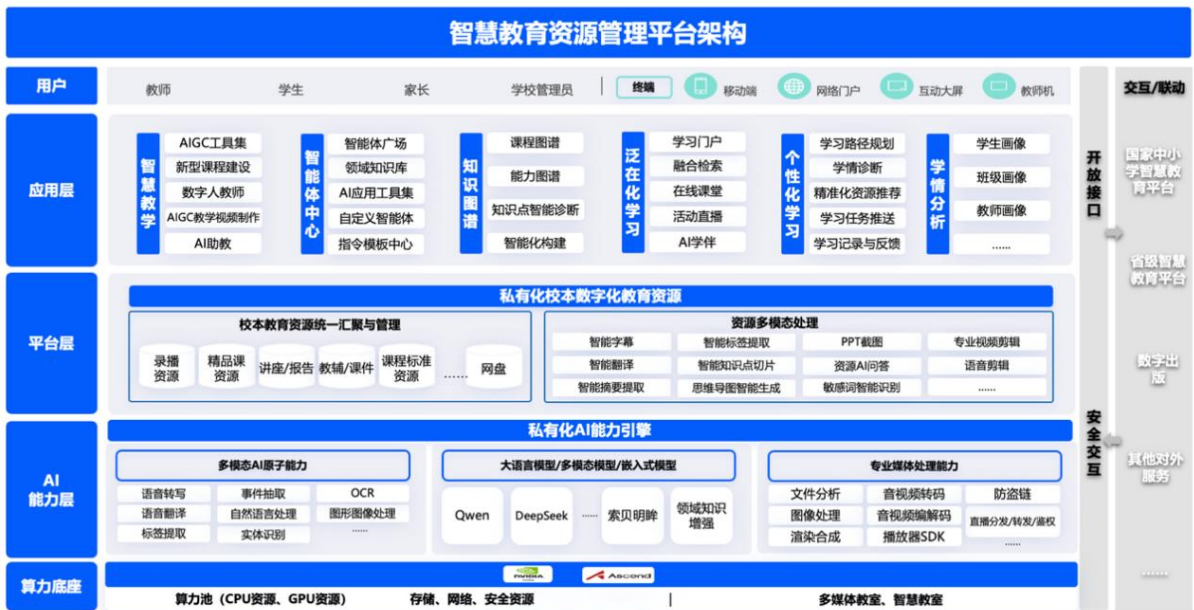 智慧教育资源管理平台架构
用户
教师
学生
家长
学校管理员
终端
移动端
网络门户
互动大屏
教师机
交互/联动
应用层
智慧教学
AIGC工具集
新型课程建设
数字人教师
AIGC教学视频制作
AI助教
智能体中心
智能体广场
领域知识库
AI应用工具集
自定义智能体
指令模板中心
知识图谱
课程图谱
能力图谱
知识点智能诊断
智能化构建
泛在化学习
学习门户
融合检索
在线课堂
活动直播
AI学伴
个性化学习
学习路径规划
学情诊断
精准化资源推荐
学习任务推送
学习记录与反馈
学情分析
学生画像
班级画像
教师画像
......
开放接口
国家中小
学智慧教
育平台
省级智慧
教育平台
平台层
私有化校本数字化教育资源
校本教育资源统一汇聚与管理
录播
资源
精品课
资源
讲座/报告
教辅/课件
课程标准
资源
......
网盘
资源多模态处理
智能字幕
智能标签提取
PPT截图
专业视频剪辑
智能翻译
智能知识点切片
资源AI问答
语音剪辑
智能摘要提取
思维导图智能生成
敏感词智能识别
......
数字出
版
AI
能力层
私有化AI能力引擎
多模态AI原子能力
语音转写
事件抽取
OCR
语音翻译
自然语言处理
图形图像处理
标签提取
实体识别
......
大语言模型/多模态模型/嵌入式模型
Qwen
DeepSeek
......
索贝明眸
领域知识
增强
专业媒体处理能力
文件分析
音视频转码
防盗链
图像处理
音视频编解码
直播分发/转发/鉴权
渲染合成
播放器SDK
......
安全交互
其他对外
服务
......
算力底座
NVIDIA
Ascend
算力池（CPU资源、GPU资源）
存储、网络、安全资源
多媒体教室、智慧教室